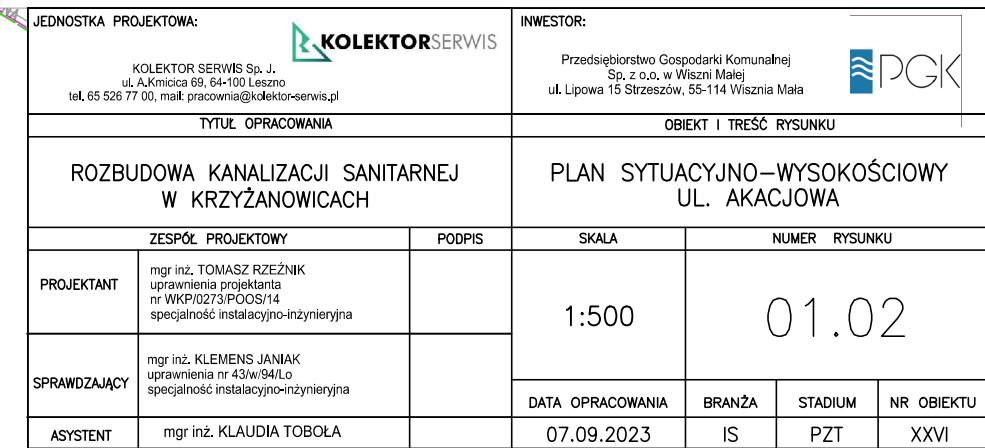 JEDNOSTKA PROJEKTOWA:
KOLEKTORSERWIS
KOLEKTOR SERWIS Sp. J.
ul. A.Kmicica 69, 64-100 Leszno
tel. 65 526 77 00, mail: pracownia@kolektor-serwis.pl
INWESTOR:
Przedsiębiorstwo Gospodarki Komunalnej
Sp. z o.o. w Wiszni Małej
ul. Lipowa 15 Strzeszów, 55-114 Wisznia Mała
PGK
TYTUŁ OPRACOWANIA
OBIEKT I TREŚĆ RYSUNKU
ROZBUDOWA KANALIZACJI SANITARNEJ
W KRZYŻANOWICACH
PLAN SYTUACYJNO-WYSOKOŚCIOWY
UL. AKACJOWA
ZESPÓŁ PROJEKTOWY
PODPIS
SKALA
NUMER RYSUNKU
PROJEKTANT
mgr inż. TOMASZ RZEŹNIK
uprawnienia projektanta
nr WKP/0273/POOS/14
specjalność instalacyjno-inżynieryjna
1:500
01.02
SPRAWDZAJĄCY
mgr inż. KLEMENS JANIAK
uprawnienia nr 43/w/94/Lo
specjalność instalacyjno-inżynieryjna
DATA OPRACOWANIA
BRANŻA
STADIUM
NR OBIEKTU
ASYSTENT
mgr inż. KLAUDIA TOBOŁA
07.09.2023
IS
PZT
XXVI